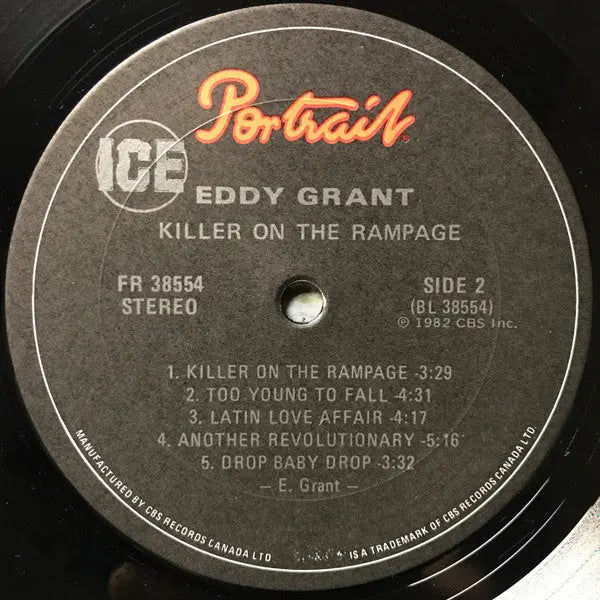 Portrait
ICE
EDDY GRANT
KILLER ON THE RAMPAGE
FR 38554
STEREO
SIDE 2
(BL 38554)
℗ 1982 CBS Inc.
1. KILLER ON THE RAMPAGE -3:29
2. TOO YOUNG TO FALL -4:31
3. LATIN LOVE AFFAIR -4:17
4. ANOTHER REVOLUTIONARY -5:16
5. DROP BABY DROP -3:32
— E. Grant —
MANUFACTURED BY CBS RECORDS CANADA LTD.
IS A TRADEMARK OF CBS RECORDS CANADA LTD.